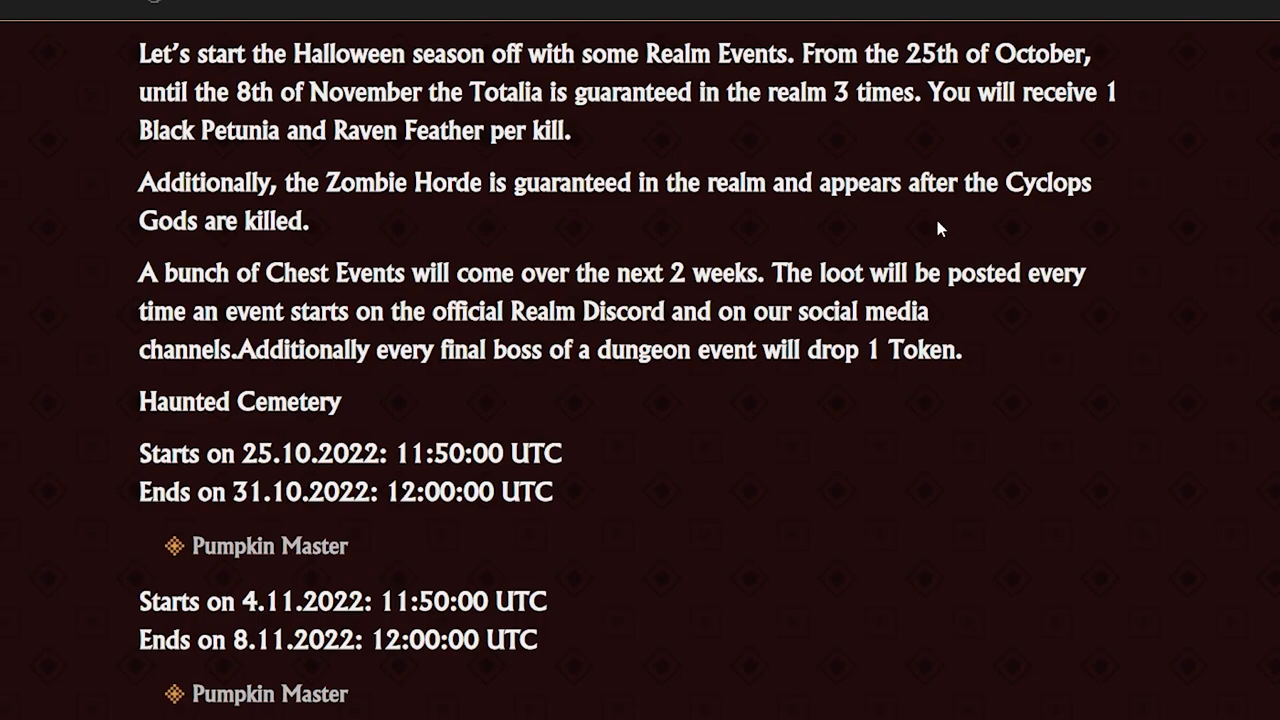 Let's start the Halloween season off with some Realm Events. From the 25th of October,
until the 8th of November the Totalia is guaranteed in the realm 3 times. You will receive 1
Black Petunia and Raven Feather per kill.
Additionally, the Zombie Horde is guaranteed in the realm and appears after the Cyclops
Gods are killed.
A bunch of Chest Events will come over the next 2 weeks. The loot will be posted every
time an event starts on the official Realm Discord and on our social media
channels.Additionally every final boss of a dungeon event will drop 1 Token.
Haunted Cemetery
Starts on 25.10.2022: 11:50:00 UTC
Ends on 31.10.2022: 12:00:00 UTC
Pumpkin Master
Starts on 4.11.2022: 11:50:00 UTC
Ends on 8.11.2022: 12:00:00 UTC
Pumpkin Master